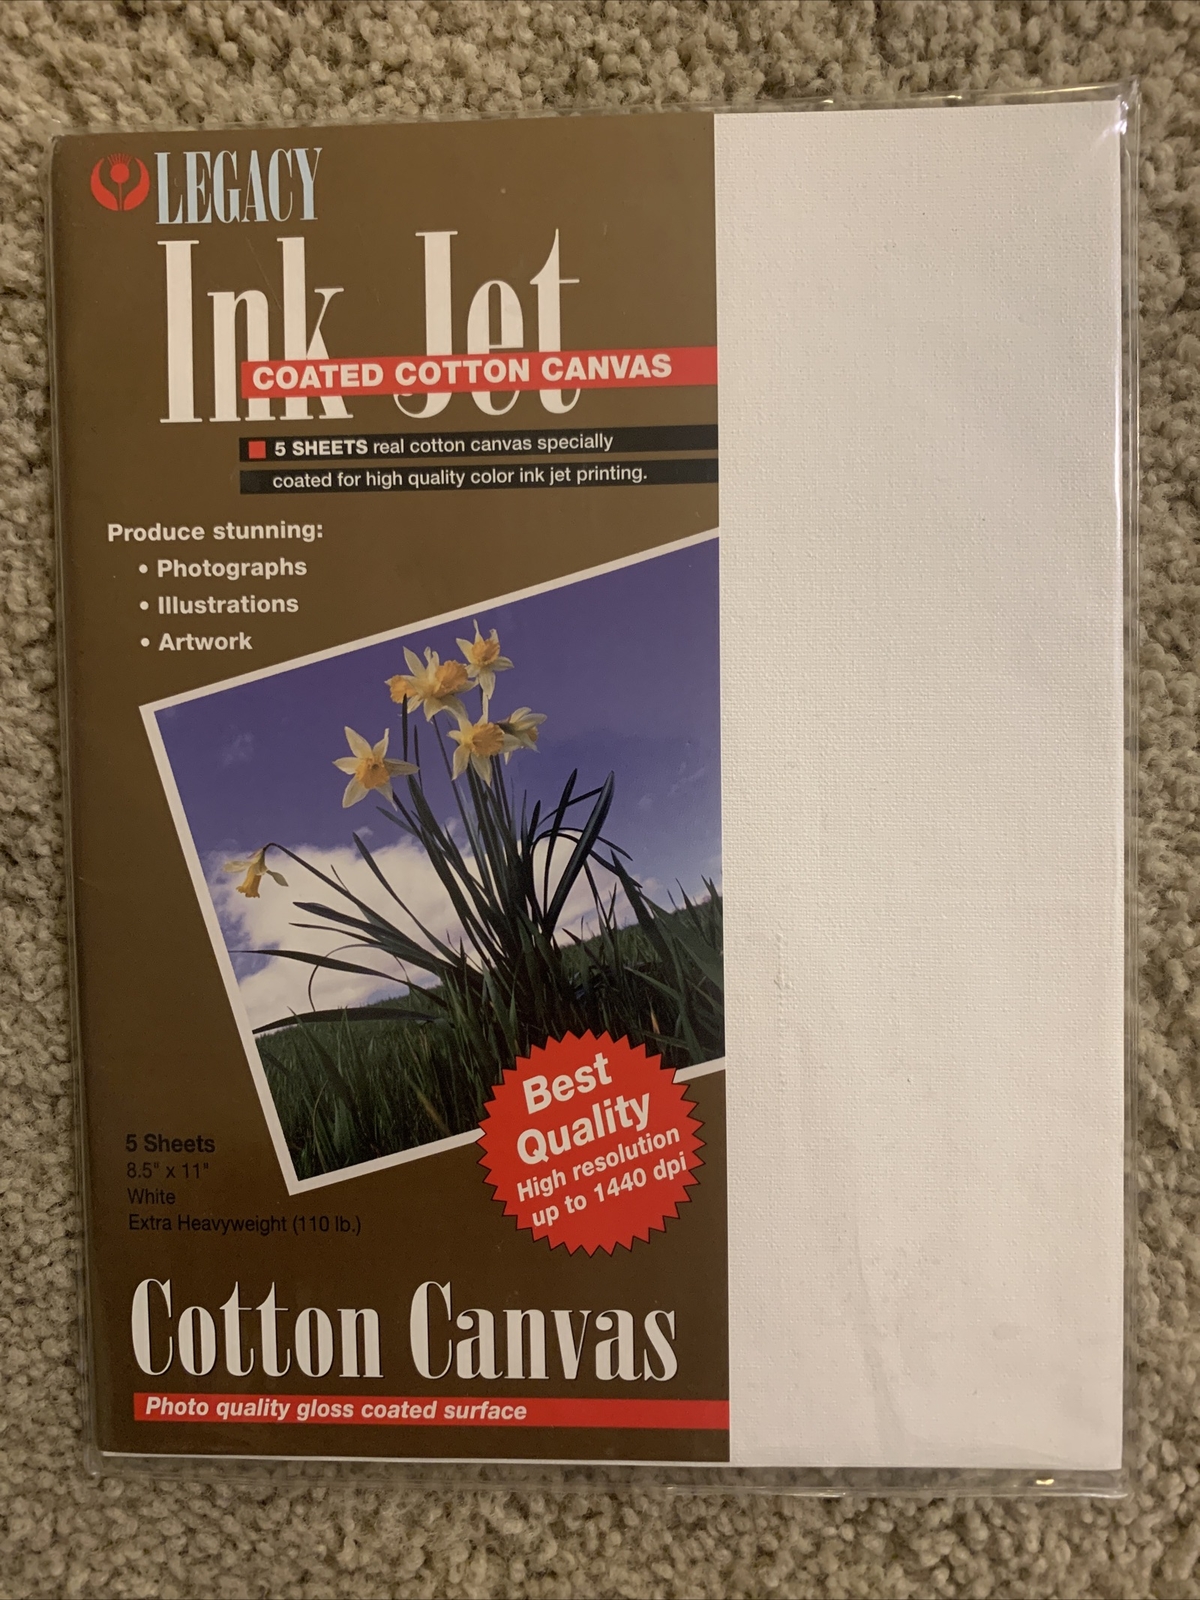 LEGACY
Ink Jet
COATED COTTON CANVAS
5 SHEETS real cotton canvas specially
coated for high quality color ink jet printing.
Produce stunning:
• Photographs
• Illustrations
• Artwork
Best
Quality
High resolution
up to 1440 dpi
5 Sheets
8.5" x 11"
White
Extra Heavyweight (110 lb.)
Cotton Canvas
Photo quality gloss coated surface